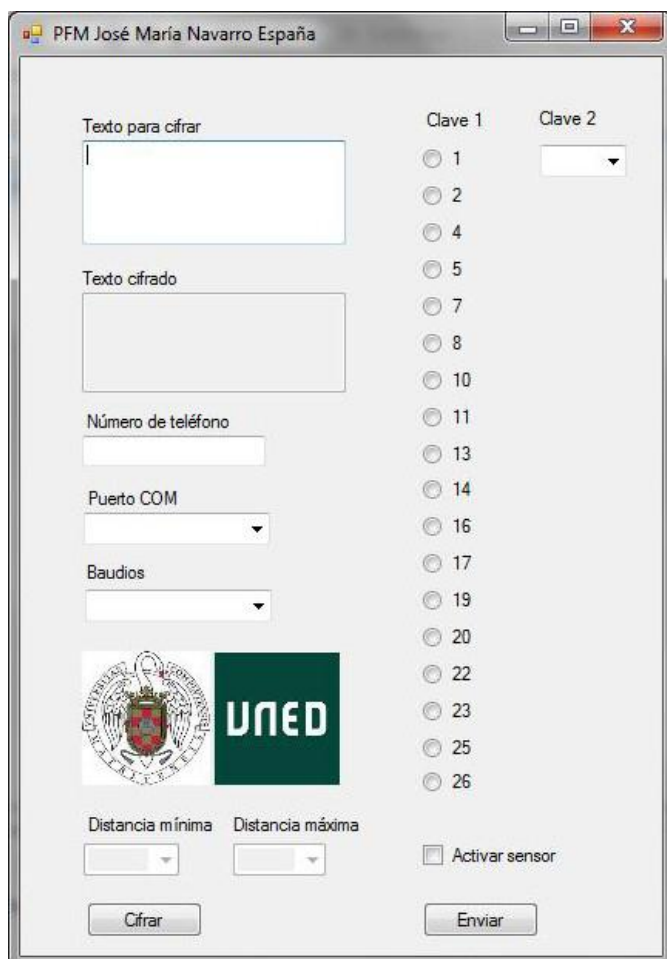 PFM José María Navarro España
Texto para cifrar
Texto cifrado
Número de teléfono
Puerto COM
Baudios
UNED
Distancia mínima Distancia máxima
Cifrar
Clave 1 Clave 2
1
2
4
5
7
8
10
11
13
14
16
17
19
20
22
23
25
26
Activar sensor
Enviar